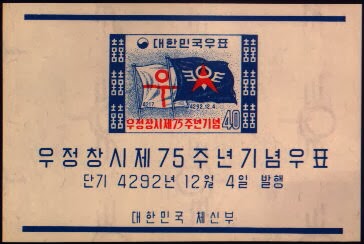 대한민국우표
우
4217
4292.12.4.
우정창시제75주년기념
40
우정창시제75주년기념우표
단기 4292년 12월 4일 발행
대한민국 체신부